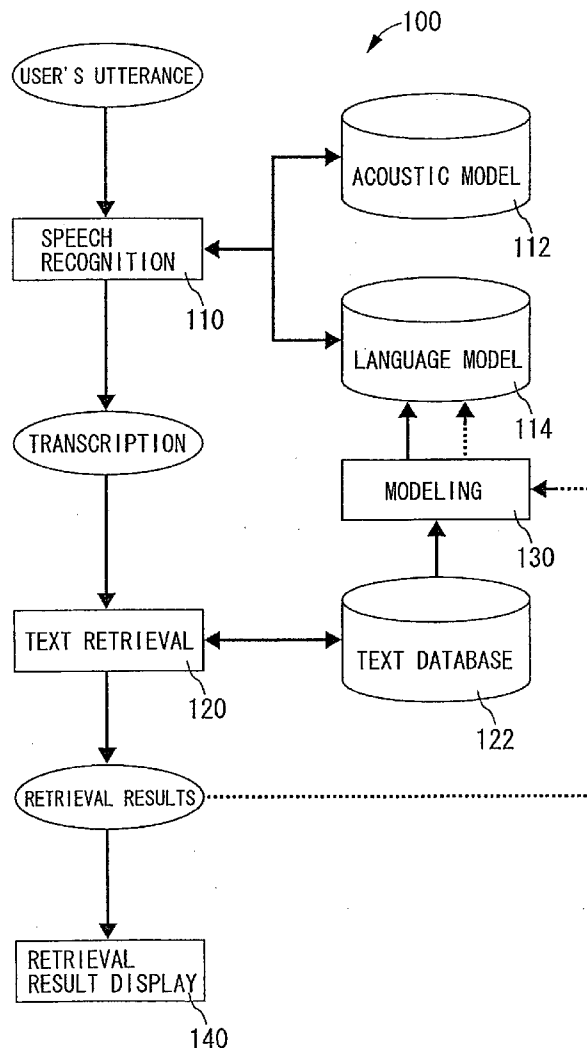 100
USER'S UTTERANCE
ACOUSTIC MODEL
112
SPEECH
RECOGNITION
110
LANGUAGE MODEL
114
TRANSCRIPTION
MODELING
130
TEXT RETRIEVAL
120
TEXT DATABASE
122
RETRIEVAL RESULTS
RETRIEVAL
RESULT DISPLAY
140